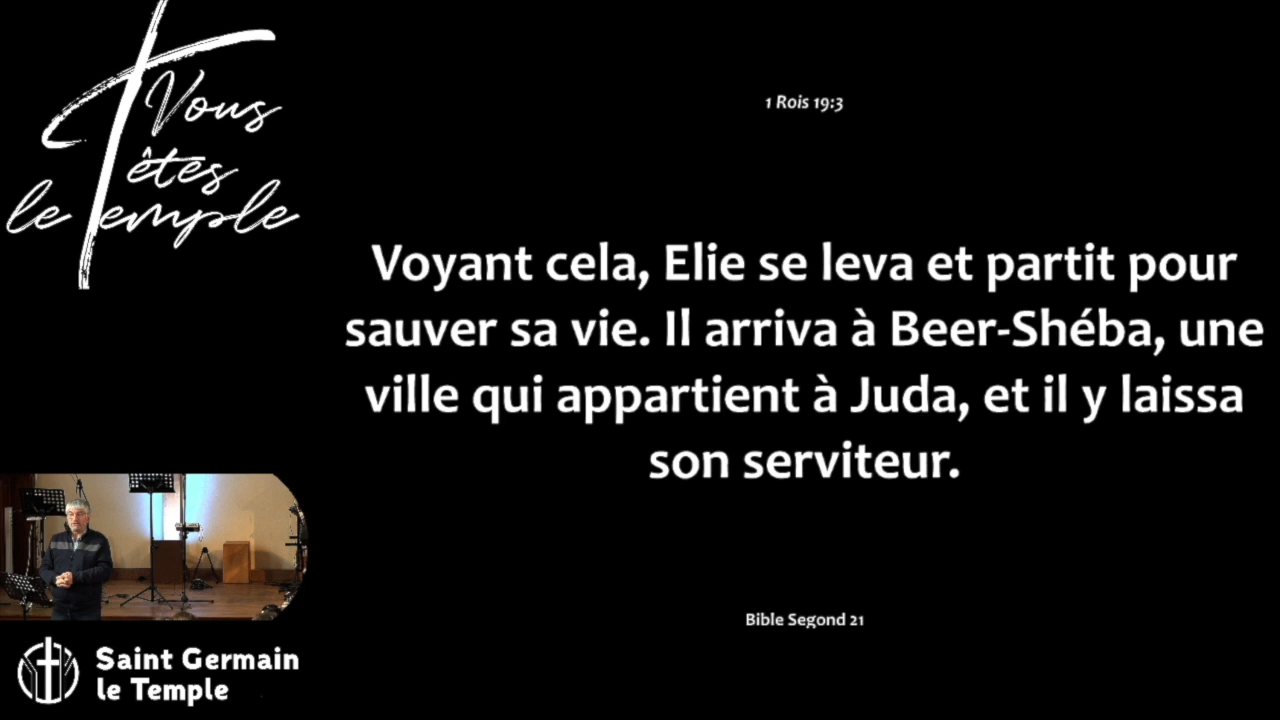 Vous
êtes
le Temple
1 Rois 19:3
Voyant cela, Elie se leva et partit pour
sauver sa vie. Il arriva à Beer-Shéba, une
ville qui appartient à Juda, et il y laissa
son serviteur.
Bible Segond 21
Saint Germain
le Temple